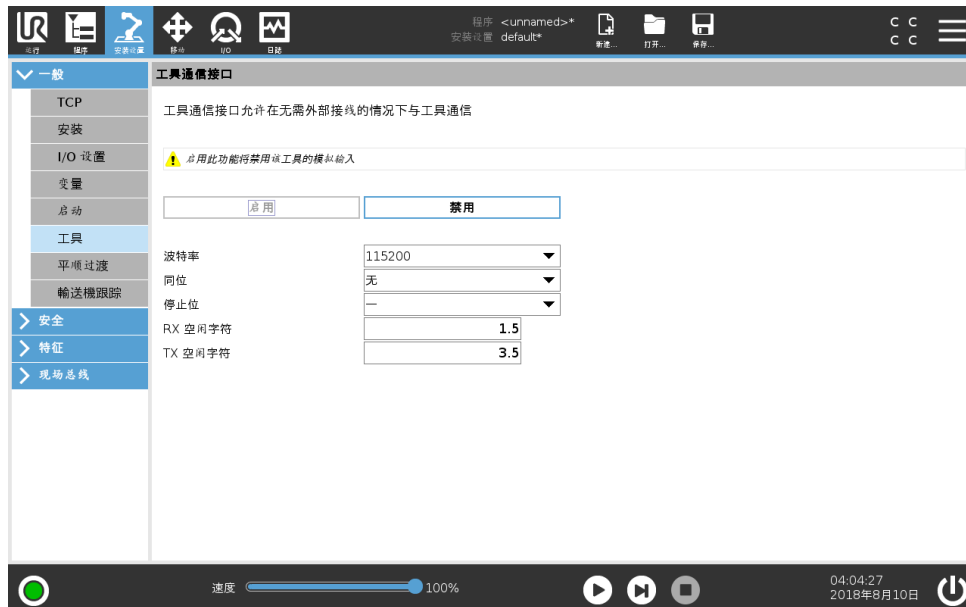 UR
运行
程序
安装设置
移动
I/O
日誌
程序 <unnamed>*
安装设置 default*
新建...
打开...
保存...
C C
C C
一般
TCP
安装
I/O 设置
变量
启动
工具
平顺过渡
輸送機跟踪
安全
特征
现场总线
工具通信接口
工具通信接口允许在无需外部接线的情况下与工具通信
启用此功能将禁用该工具的模拟输入
启用
禁用
波特率 115200
同位 无
停止位 一
RX 空闲字符 1.5
TX 空闲字符 3.5
速度 100%
04:04:27
2018年8月10日